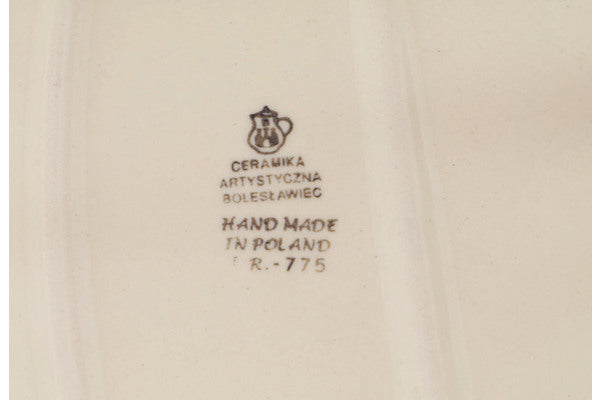 CERAMIKA
ARTYSTYCZNA
BOLESŁAWIEC
HAND MADE
IN POLAND
R.-775